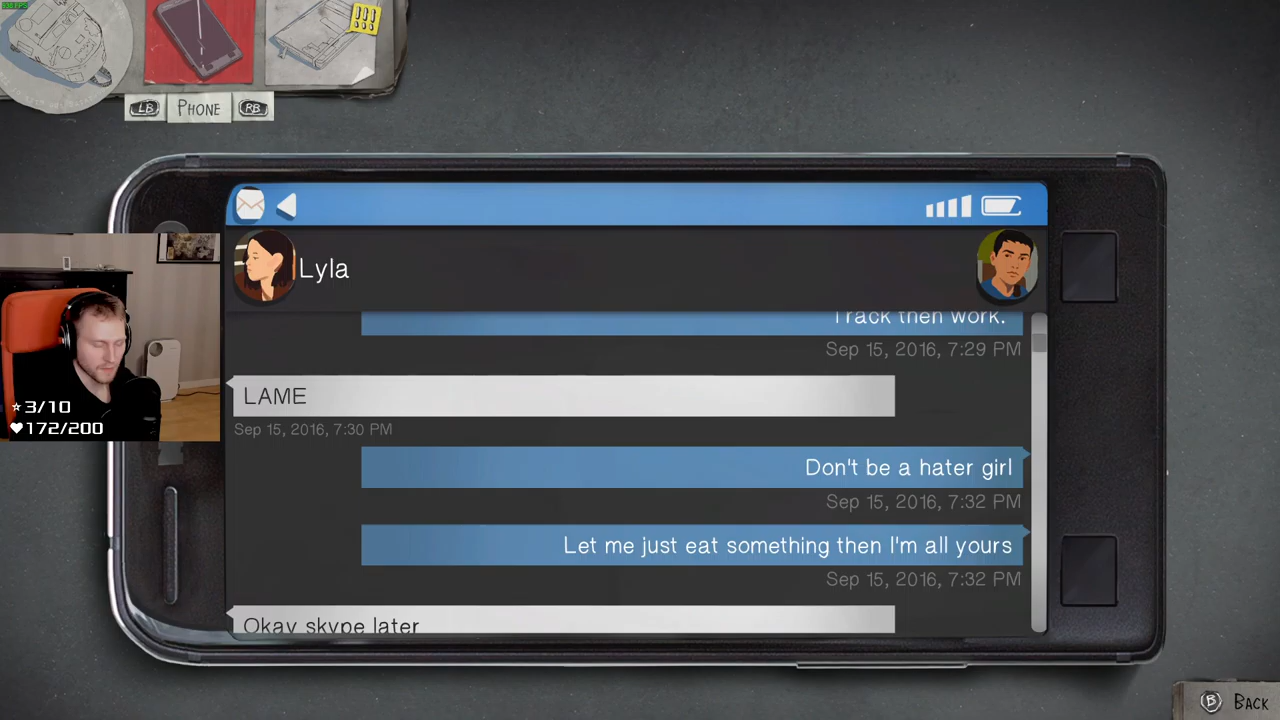 LB PHONE RB
Lyla
Track then work.
Sep 15, 2016, 7:29 PM
LAME
Sep 15, 2016, 7:30 PM
Don't be a hater girl
Sep 15, 2016, 7:32 PM
Let me just eat something then I'm all yours
Sep 15, 2016, 7:32 PM
Okay skype later
3/10
172/200
B BACK